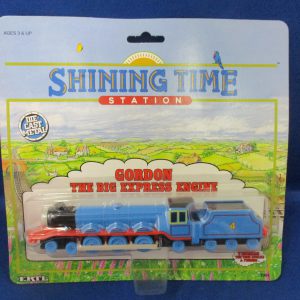 AGES 3 & UP
SHINING TIME
STATION
DIE CAST
METAL
GORDON
THE BIG EXPRESS ENGINE
4
ERTL